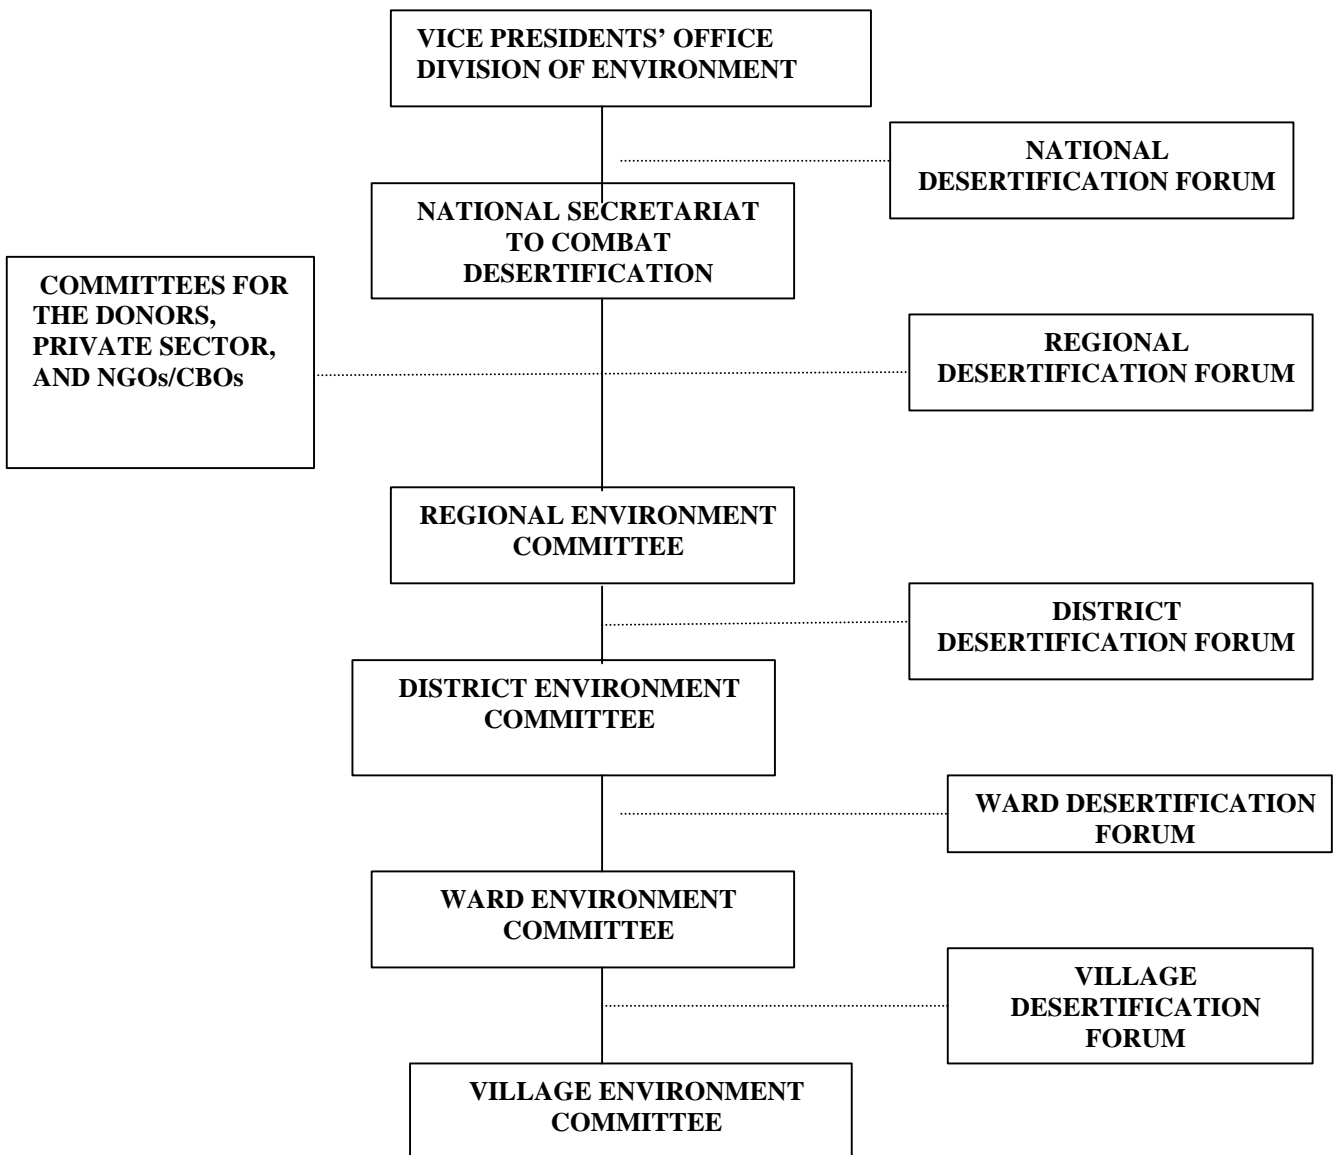 VICE PRESIDENTS’ OFFICE
DIVISION OF ENVIRONMENT
NATIONAL
DESERTIFICATION FORUM
NATIONAL SECRETARIAT
TO COMBAT
DESERTIFICATION
COMMITTEES FOR
THE DONORS,
PRIVATE SECTOR,
AND NGOs/CBOs
REGIONAL
DESERTIFICATION FORUM
REGIONAL ENVIRONMENT
COMMITTEE
DISTRICT
DESERTIFICATION FORUM
DISTRICT ENVIRONMENT
COMMITTEE
WARD DESERTIFICATION
FORUM
WARD ENVIRONMENT
COMMITTEE
VILLAGE
DESERTIFICATION
FORUM
VILLAGE ENVIRONMENT
COMMITTEE